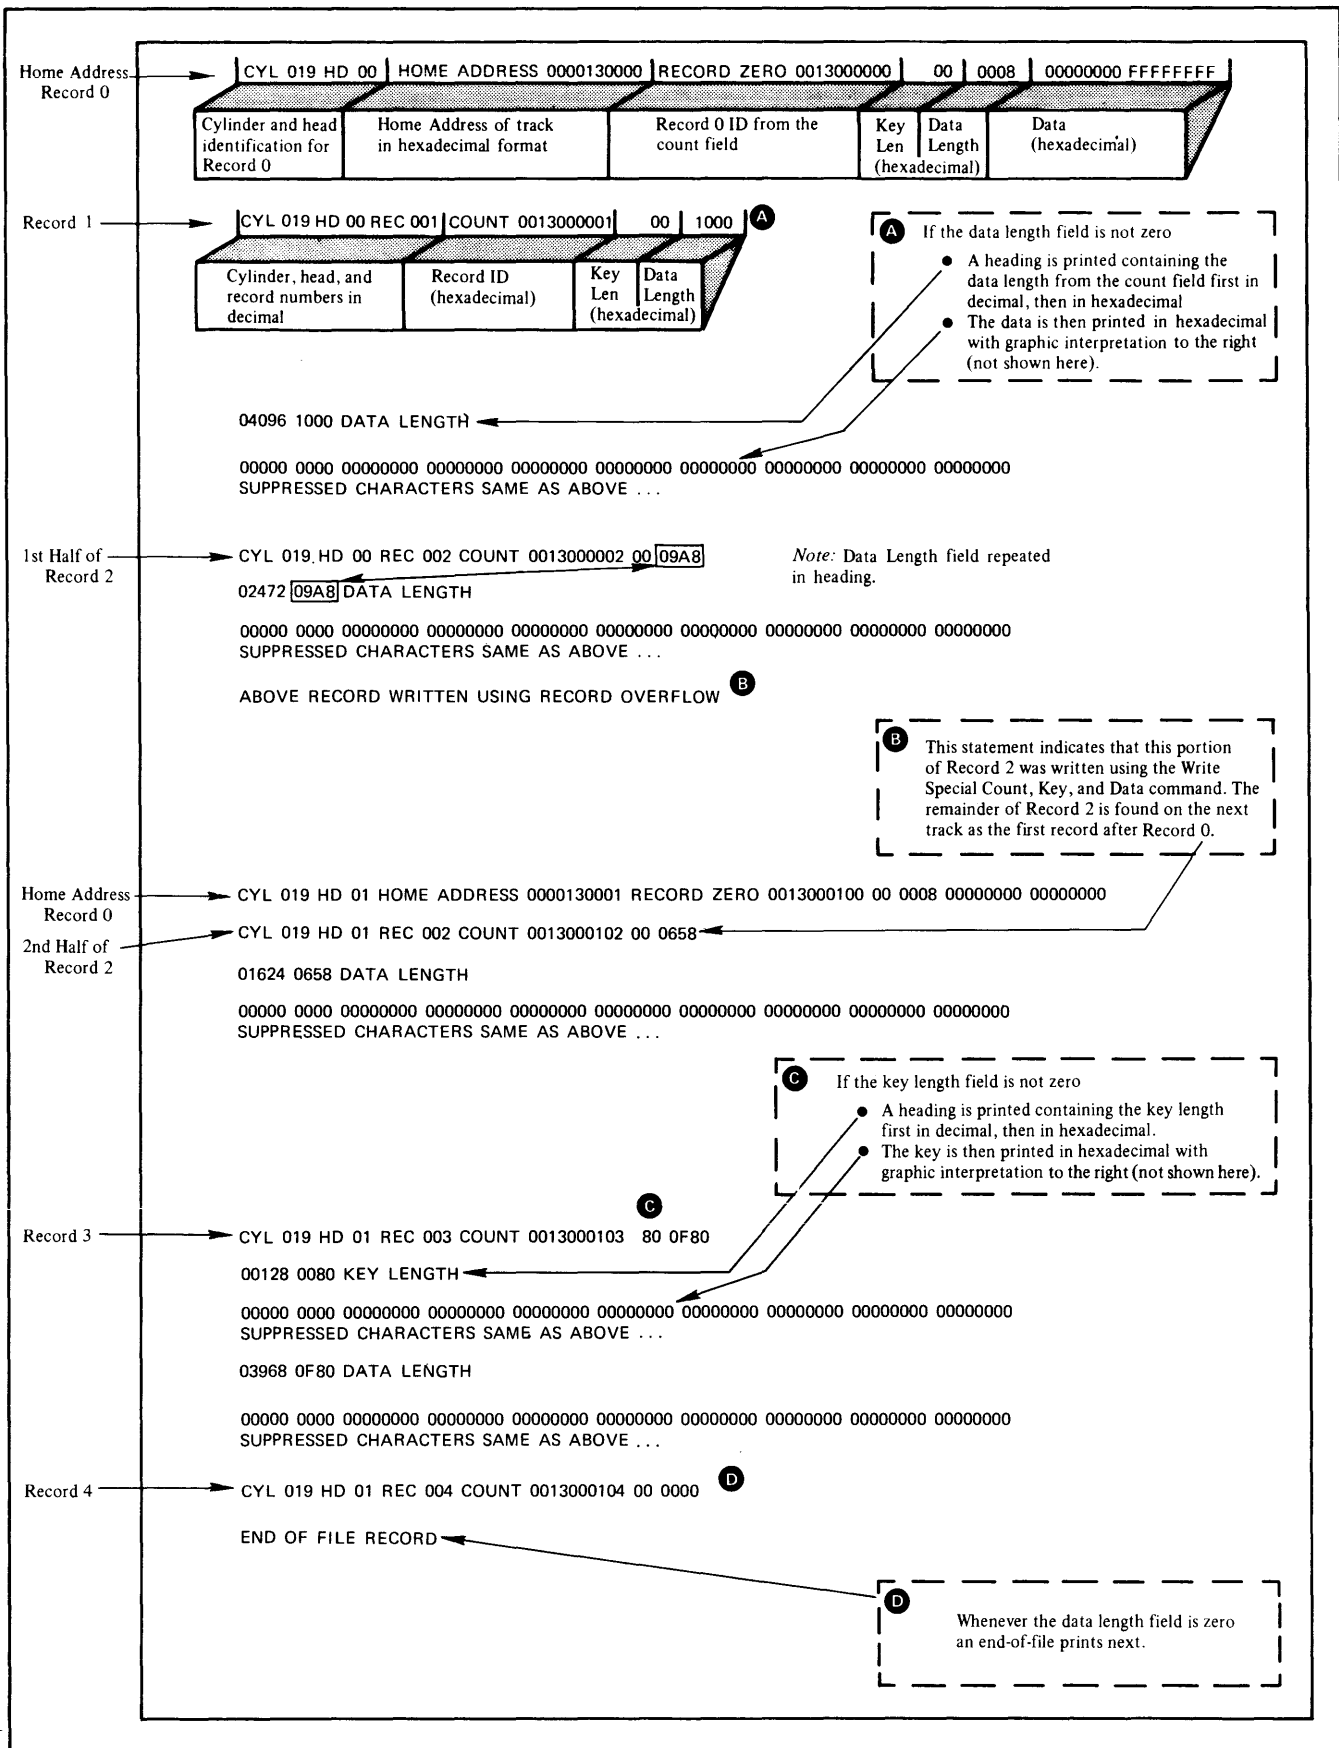 Home Address
Record 0
CYL 019 HD 00 HOME ADDRESS 0000130000 RECORD ZERO 0013000000 00 0008 00000000 FFFFFFFF
Cylinder and head
identification for
Record 0
Home Address of track
in hexadecimal format
Record 0 ID from the
count field
Key
Len
Data
Length
(hexadecimal)
Data
(hexadecimal)
Record 1
CYL 019 HD 00 REC 001 COUNT 0013000001 00 1000 A
Cylinder, head, and
record numbers in
decimal
Record ID
(hexadecimal)
Key
Len
Data
Length
(hexadecimal)
A If the data length field is not zero
● A heading is printed containing the
data length from the count field first in
decimal, then in hexadecimal
● The data is then printed in hexadecimal
with graphic interpretation to the right
(not shown here).
04096 1000 DATA LENGTH
00000 0000 00000000 00000000 00000000 00000000 00000000 00000000 00000000 00000000
SUPPRESSED CHARACTERS SAME AS ABOVE ...
1st Half of
Record 2
CYL 019 HD 00 REC 002 COUNT 0013000002 00 09A8
Note: Data Length field repeated
in heading.
02472 09A8 DATA LENGTH
00000 0000 00000000 00000000 00000000 00000000 00000000 00000000 00000000 00000000
SUPPRESSED CHARACTERS SAME AS ABOVE ...
ABOVE RECORD WRITTEN USING RECORD OVERFLOW B
B This statement indicates that this portion
of Record 2 was written using the Write
Special Count, Key, and Data command. The
remainder of Record 2 is found on the next
track as the first record after Record 0.
Home Address
Record 0
CYL 019 HD 01 HOME ADDRESS 0000130001 RECORD ZERO 0013000100 00 0008 00000000 00000000
2nd Half of
Record 2
CYL 019 HD 01 REC 002 COUNT 0013000102 00 0658
01624 0658 DATA LENGTH
00000 0000 00000000 00000000 00000000 00000000 00000000 00000000 00000000 00000000
SUPPRESSED CHARACTERS SAME AS ABOVE ...
C If the key length field is not zero
● A heading is printed containing the key length
first in decimal, then in hexadecimal.
● The key is then printed in hexadecimal with
graphic interpretation to the right (not shown here).
C
Record 3
CYL 019 HD 01 REC 003 COUNT 0013000103 80 0F80
00128 0080 KEY LENGTH
00000 0000 00000000 00000000 00000000 00000000 00000000 00000000 00000000 00000000
SUPPRESSED CHARACTERS SAME AS ABOVE ...
03968 0F80 DATA LENGTH
00000 0000 00000000 00000000 00000000 00000000 00000000 00000000 00000000 00000000
SUPPRESSED CHARACTERS SAME AS ABOVE ...
Record 4
CYL 019 HD 01 REC 004 COUNT 0013000104 00 0000 D
END OF FILE RECORD
D Whenever the data length field is zero
an end-of-file prints next.